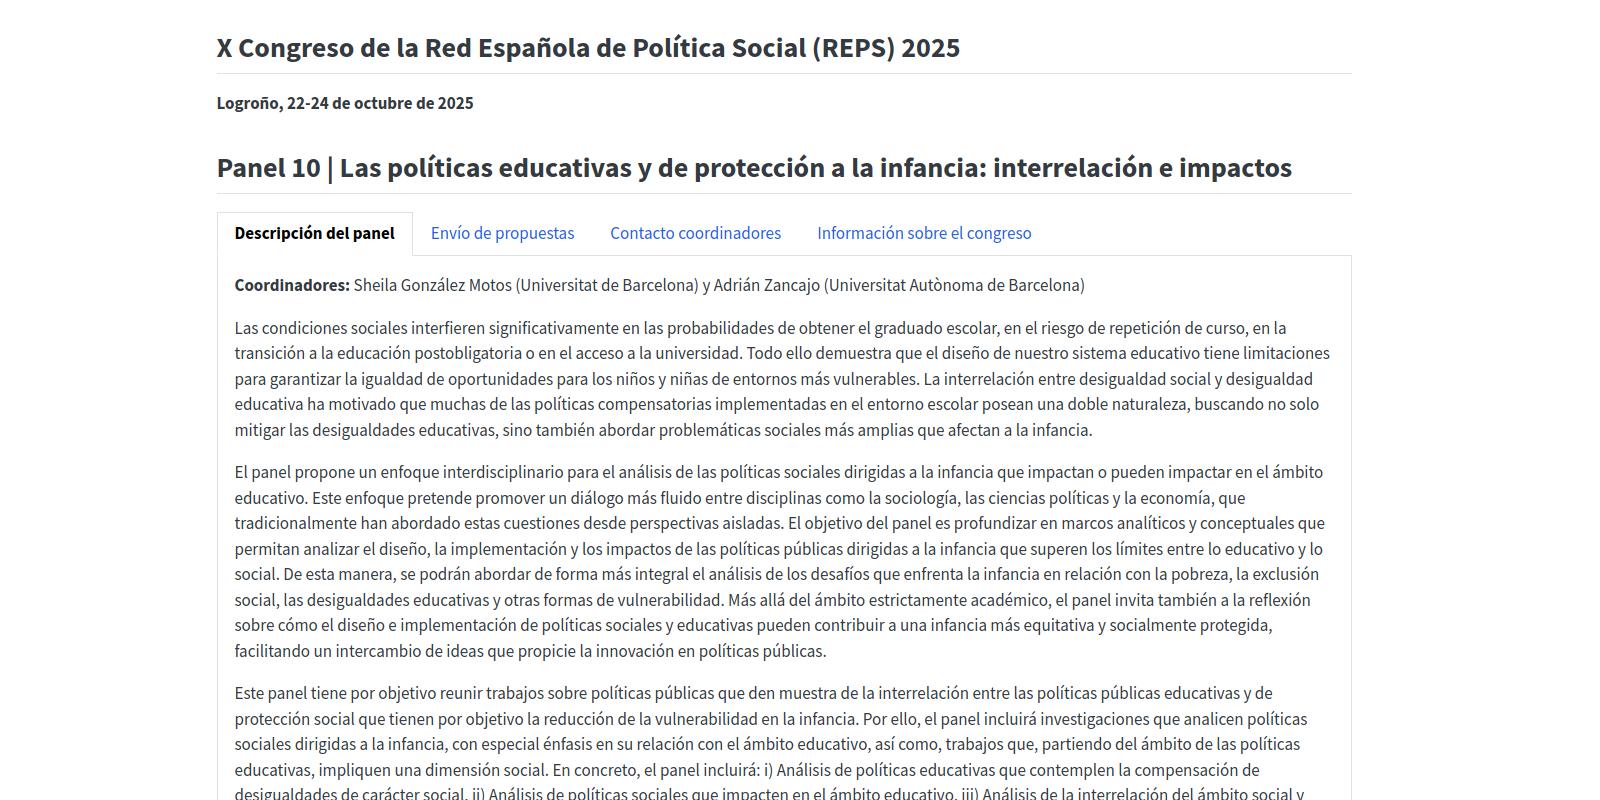 X Congreso de la Red Española de Política Social (REPS) 2025
Logroño, 22-24 de octubre de 2025
Panel 10 | Las políticas educativas y de protección a la infancia: interrelación e impactos
Descripción del panel
Envío de propuestas
Contacto coordinadores
Información sobre el congreso
Coordinadores: Sheila González Motos (Universitat de Barcelona) y Adrián Zancajo (Universitat Autònoma de Barcelona)
Las condiciones sociales interfieren significativamente en las probabilidades de obtener el graduado escolar, en el riesgo de repetición de curso, en la
transición a la educación postobligatoria o en el acceso a la universidad. Todo ello demuestra que el diseño de nuestro sistema educativo tiene limitaciones
para garantizar la igualdad de oportunidades para los niños y niñas de entornos más vulnerables. La interrelación entre desigualdad social y desigualdad
educativa ha motivado que muchas de las políticas compensatorias implementadas en el entorno escolar posean una doble naturaleza, buscando no solo
mitigar las desigualdades educativas, sino también abordar problemáticas sociales más amplias que afectan a la infancia.
El panel propone un enfoque interdisciplinario para el análisis de las políticas sociales dirigidas a la infancia que impactan o pueden impactar en el ámbito
educativo. Este enfoque pretende promover un diálogo más fluido entre disciplinas como la sociología, las ciencias políticas y la economía, que
tradicionalmente han abordado estas cuestiones desde perspectivas aisladas. El objetivo del panel es profundizar en marcos analíticos y conceptuales que
permitan analizar el diseño, la implementación y los impactos de las políticas públicas dirigidas a la infancia que superen los límites entre lo educativo y lo
social. De esta manera, se podrán abordar de forma más integral el análisis de los desafíos que enfrenta la infancia en relación con la pobreza, la exclusión
social, las desigualdades educativas y otras formas de vulnerabilidad. Más allá del ámbito estrictamente académico, el panel invita también a la reflexión
sobre cómo el diseño e implementación de políticas sociales y educativas pueden contribuir a una infancia más equitativa y socialmente protegida,
facilitando un intercambio de ideas que propicie la innovación en políticas públicas.
Este panel tiene por objetivo reunir trabajos sobre políticas públicas que den muestra de la interrelación entre las políticas públicas educativas y de
protección social que tienen por objetivo la reducción de la vulnerabilidad en la infancia. Por ello, el panel incluirá investigaciones que analicen políticas
sociales dirigidas a la infancia, con especial énfasis en su relación con el ámbito educativo, así como, trabajos que, partiendo del ámbito de las políticas
educativas, impliquen una dimensión social. En concreto, el panel incluirá: i) Análisis de políticas educativas que contemplen la compensación de
desigualdades de carácter social, ii) Análisis de políticas sociales que impacten en el ámbito educativo, iii) Análisis de la interrelación del ámbito social y